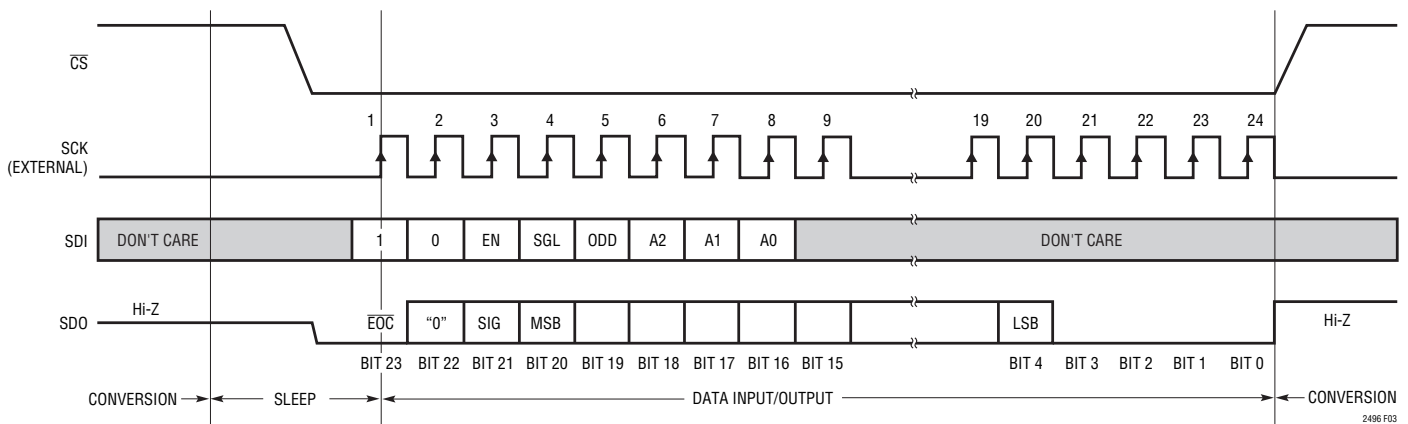 CS
1 2 3 4 5 6 7 8 9 19 20 21 22 23 24
SCK
(EXTERNAL)
SDI DON'T CARE 1 0 EN SGL ODD A2 A1 A0 DON'T CARE
Hi-Z Hi-Z
SDO EOC “0” SIG MSB LSB
BIT 23 BIT 22 BIT 21 BIT 20 BIT 19 BIT 18 BIT 17 BIT 16 BIT 15 BIT 4 BIT 3 BIT 2 BIT 1 BIT 0
CONVERSION SLEEP DATA INPUT/OUTPUT CONVERSION
2496 F03